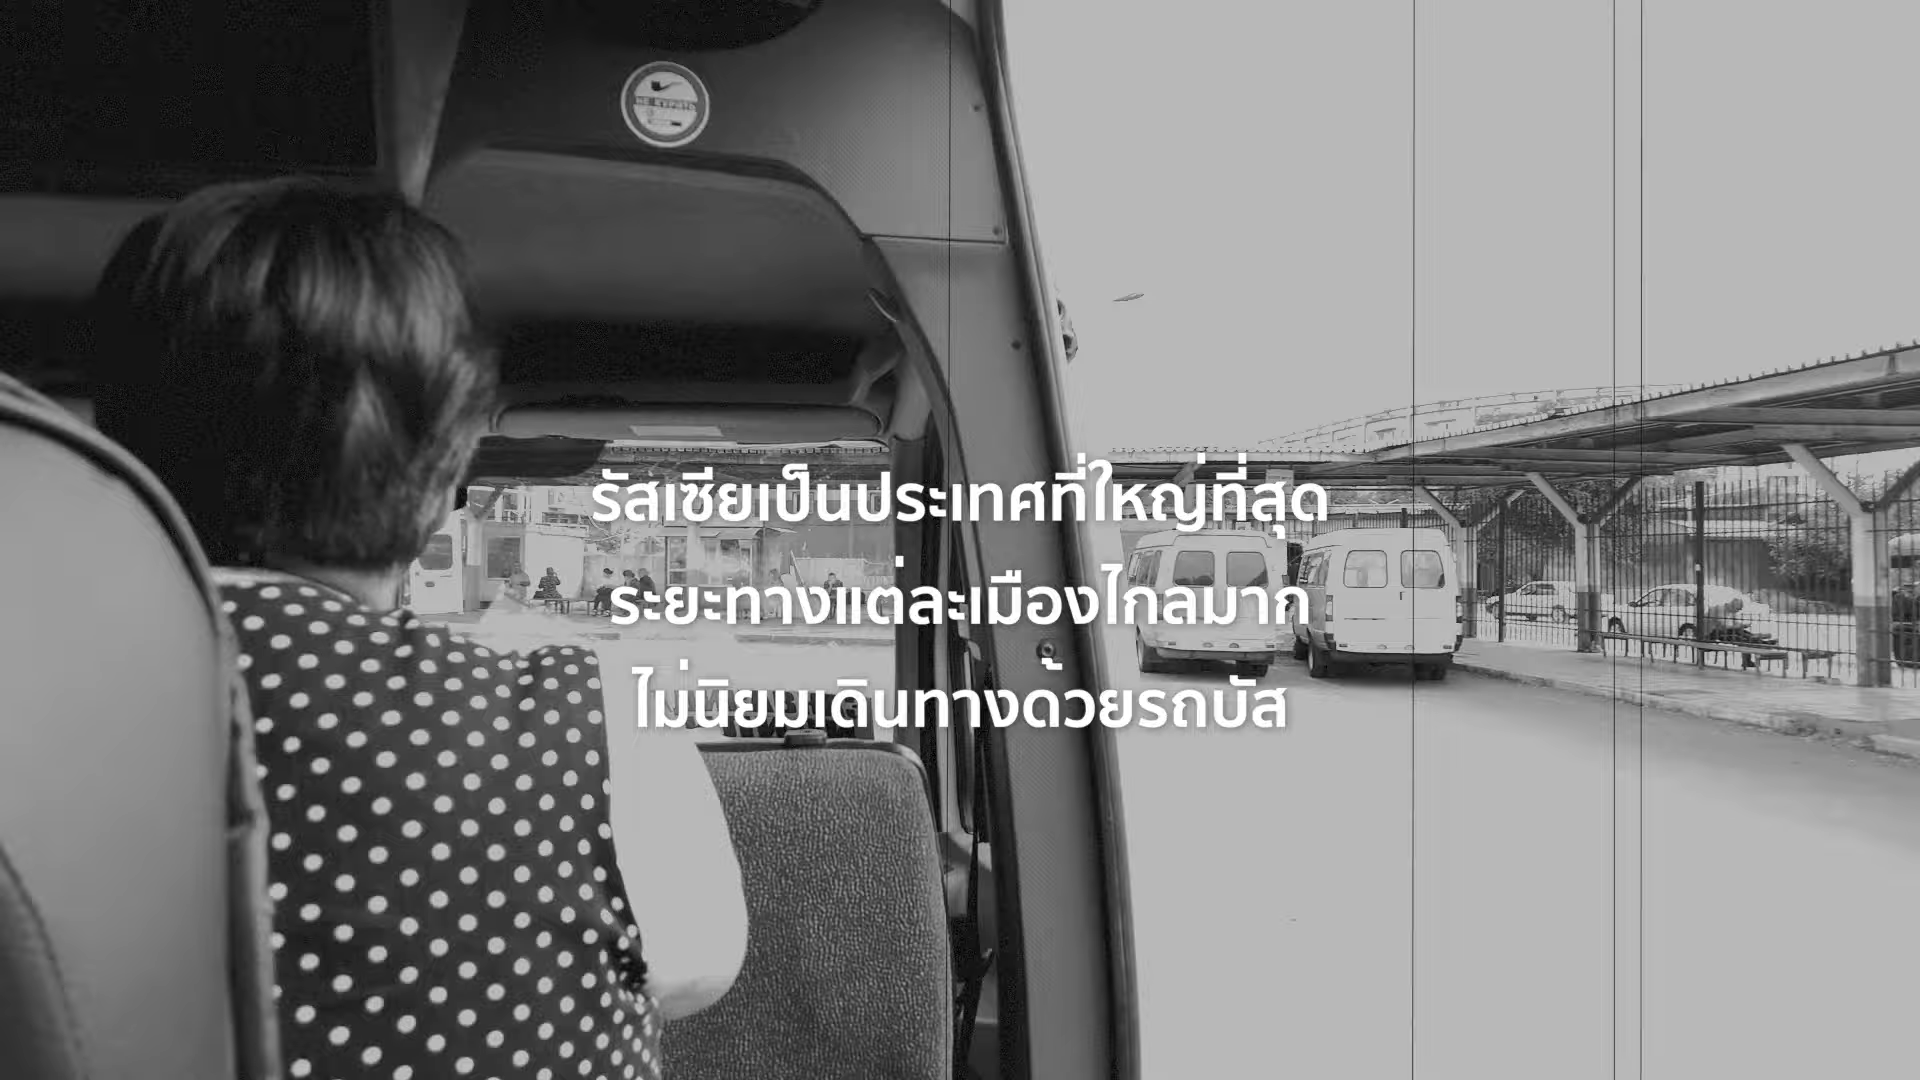 НЕ КУРИТЬ
รัสเซียเป็นประเทศที่ใหญ่ที่สุด
ระยะทางแต่ละเมืองไกลมาก
ไม่นิยมเดินทางด้วยรถบัส